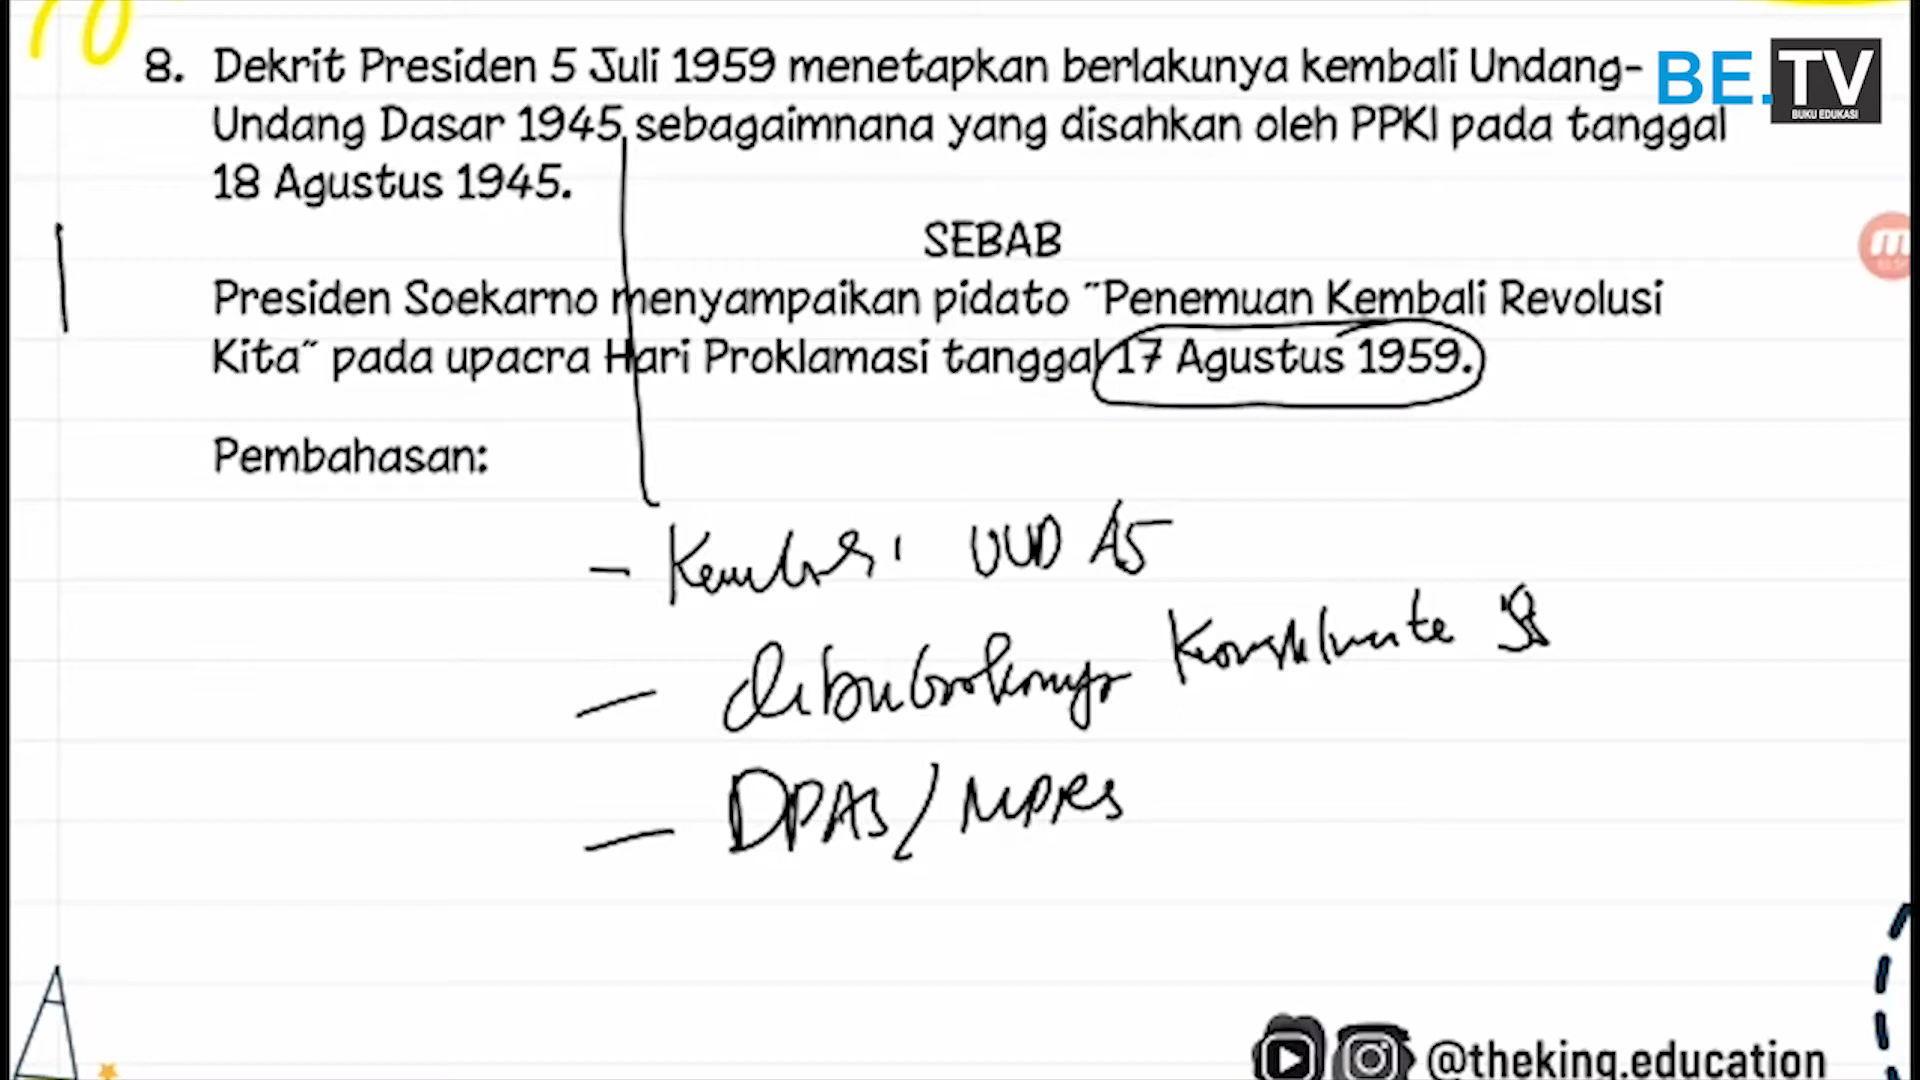 BE.TV
BUKU EDUKASI
8. Dekrit Presiden 5 Juli 1959 menetapkan berlakunya kembali Undang-
Undang Dasar 1945 sebagaimnana yang disahkan oleh PPKI pada tanggal
18 Agustus 1945.
SEBAB
Presiden Soekarno menyampaikan pidato "Penemuan Kembali Revolusi
Kita" pada upacra Hari Proklamasi tanggal 17 Agustus 1959.
Pembahasan:
- Kembali UUD 45
- dibubarkannya Konstituante
- DPAS/MPRS
@theking.education